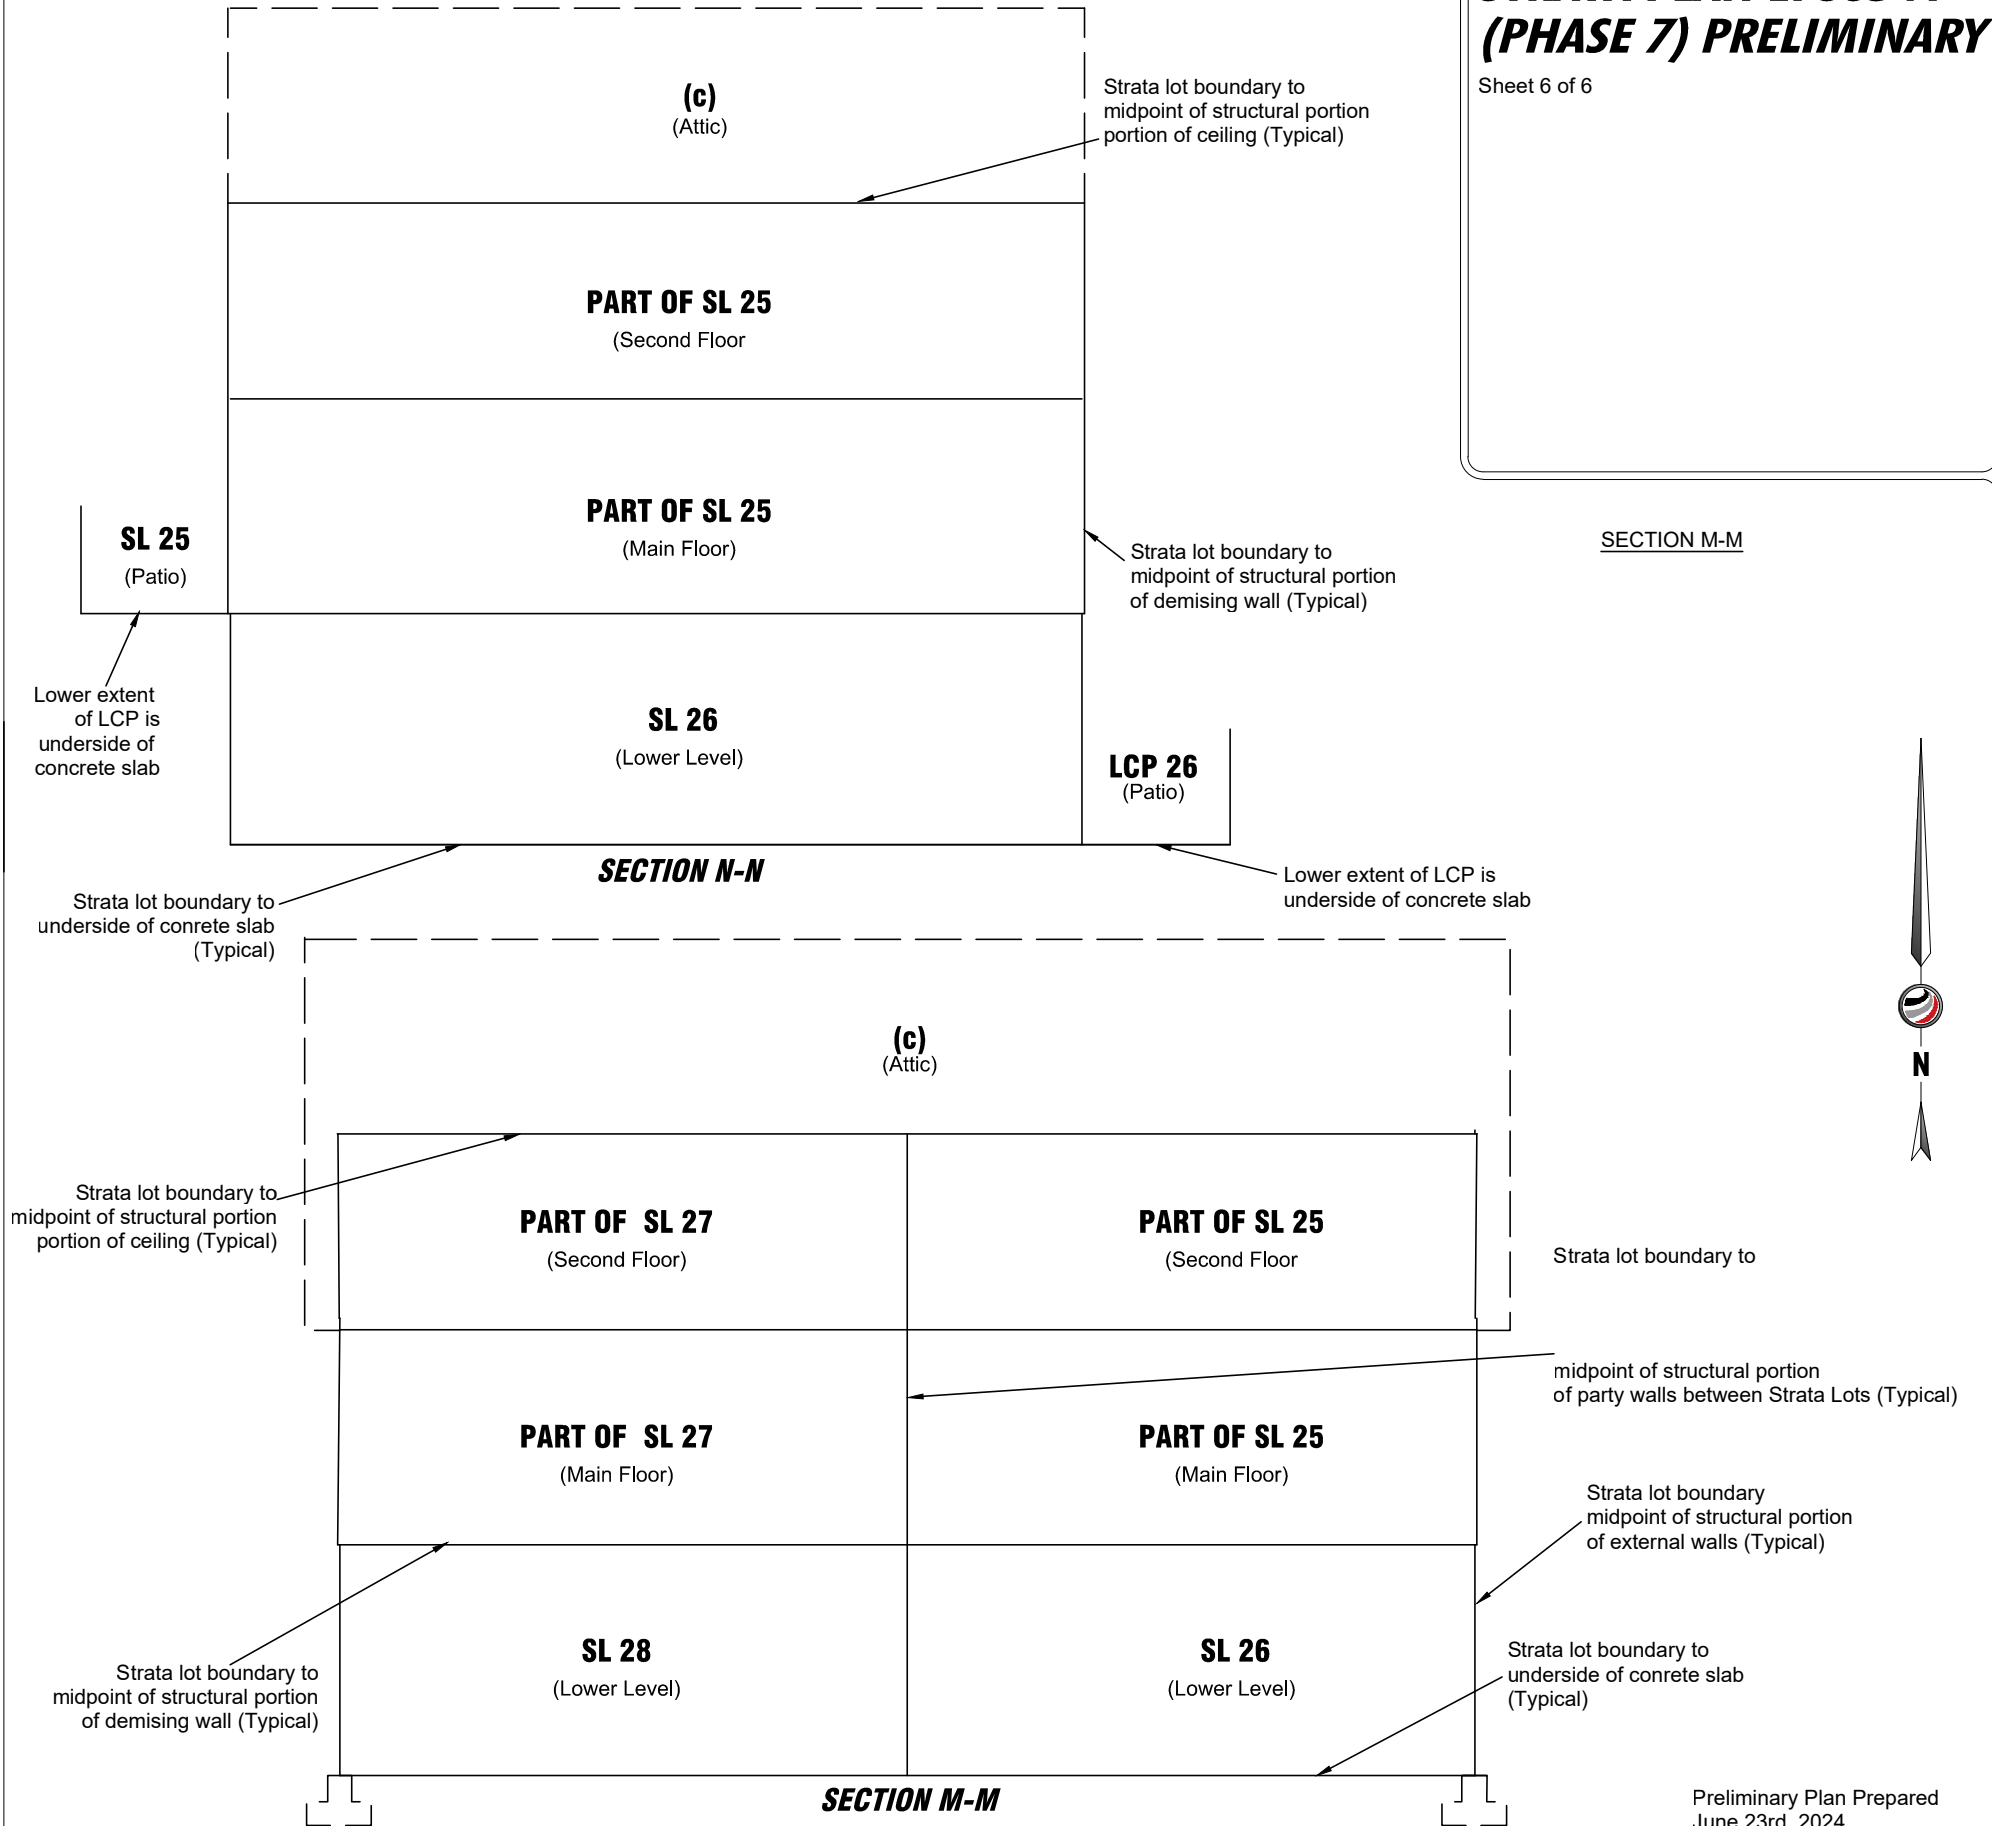 (PHASE 7) PRELIMINARY
Sheet 6 of 6
(c)
(Attic)
Strata lot boundary to
midpoint of structural portion
portion of ceiling (Typical)
PART OF SL 25
(Second Floor
PART OF SL 25
(Main Floor)
SL 25
(Patio)
Strata lot boundary to
midpoint of structural portion
of demising wall (Typical)
SECTION M-M
Lower extent
of LCP is
underside of
concrete slab
SL 26
(Lower Level)
LCP 26
(Patio)
SECTION N-N
Lower extent of LCP is
underside of concrete slab
Strata lot boundary to
underside of conrete slab
(Typical)
(c)
(Attic)
N
Strata lot boundary to
midpoint of structural portion
portion of ceiling (Typical)
PART OF SL 27
(Second Floor)
PART OF SL 25
(Second Floor
Strata lot boundary to
midpoint of structural portion
of party walls between Strata Lots (Typical)
PART OF SL 27
(Main Floor)
PART OF SL 25
(Main Floor)
Strata lot boundary
midpoint of structural portion
of external walls (Typical)
Strata lot boundary to
midpoint of structural portion
of demising wall (Typical)
SL 28
(Lower Level)
SL 26
(Lower Level)
Strata lot boundary to
underside of conrete slab
(Typical)
SECTION M-M
Preliminary Plan Prepared
June 23rd, 2024